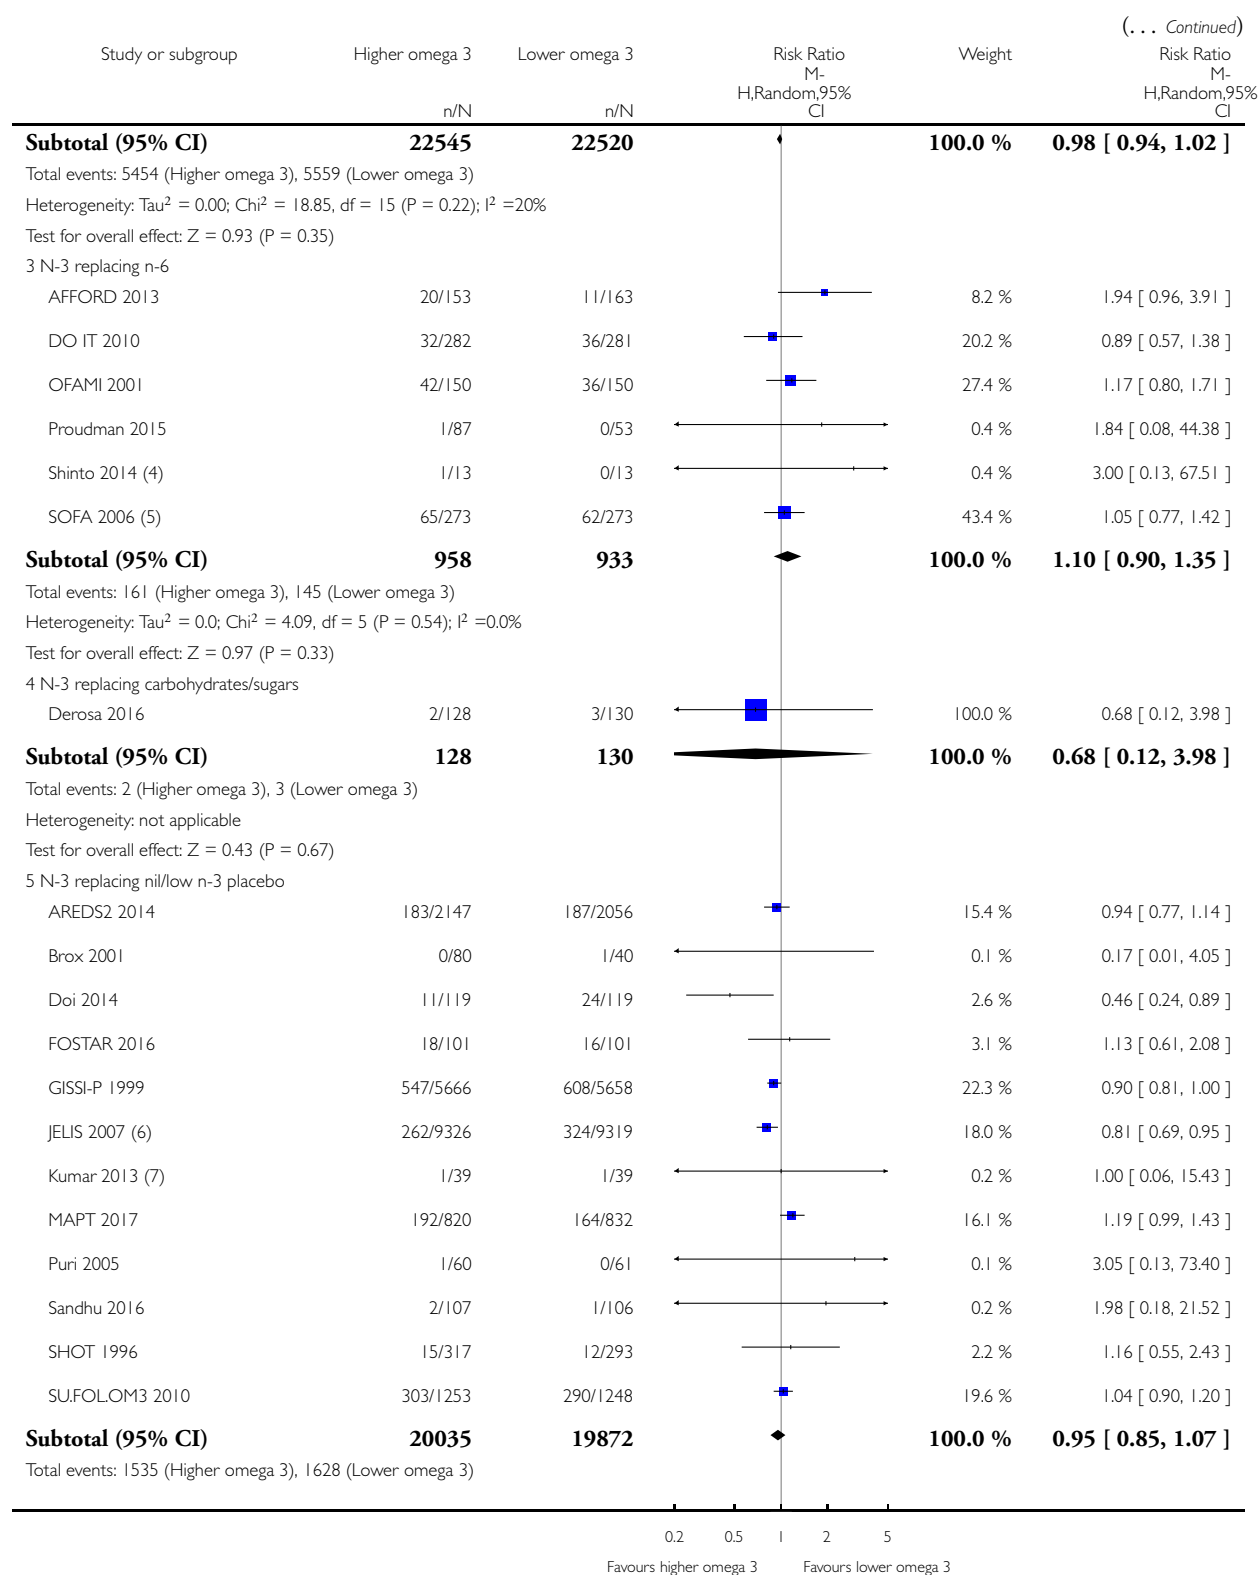 (... Continued)
Study or subgroup Higher omega 3 Lower omega 3 Risk Ratio Weight Risk Ratio
M- M-
H,Random,95% H,Random,95%
n/N n/N CI CI
Subtotal (95% CI) 22545 22520 100.0 % 0.98 [ 0.94, 1.02 ]
Total events: 5454 (Higher omega 3), 5559 (Lower omega 3)
Heterogeneity: Tau² = 0.00; Chi² = 18.85, df = 15 (P = 0.22); I² =20%
Test for overall effect: Z = 0.93 (P = 0.35)
3 N-3 replacing n-6
AFFORD 2013 20/153 11/163 8.2 % 1.94 [ 0.96, 3.91 ]
DO IT 2010 32/282 36/281 20.2 % 0.89 [ 0.57, 1.38 ]
OFAMI 2001 42/150 36/150 27.4 % 1.17 [ 0.80, 1.71 ]
Proudman 2015 1/87 0/53 0.4 % 1.84 [ 0.08, 44.38 ]
Shinto 2014 (4) 1/13 0/13 0.4 % 3.00 [ 0.13, 67.51 ]
SOFA 2006 (5) 65/273 62/273 43.4 % 1.05 [ 0.77, 1.42 ]
Subtotal (95% CI) 958 933 100.0 % 1.10 [ 0.90, 1.35 ]
Total events: 161 (Higher omega 3), 145 (Lower omega 3)
Heterogeneity: Tau² = 0.0; Chi² = 4.09, df = 5 (P = 0.54); I² =0.0%
Test for overall effect: Z = 0.97 (P = 0.33)
4 N-3 replacing carbohydrates/sugars
Derosa 2016 2/128 3/130 100.0 % 0.68 [ 0.12, 3.98 ]
Subtotal (95% CI) 128 130 100.0 % 0.68 [ 0.12, 3.98 ]
Total events: 2 (Higher omega 3), 3 (Lower omega 3)
Heterogeneity: not applicable
Test for overall effect: Z = 0.43 (P = 0.67)
5 N-3 replacing nil/low n-3 placebo
AREDS2 2014 183/2147 187/2056 15.4 % 0.94 [ 0.77, 1.14 ]
Brox 2001 0/80 1/40 0.1 % 0.17 [ 0.01, 4.05 ]
Doi 2014 11/119 24/119 2.6 % 0.46 [ 0.24, 0.89 ]
FOSTAR 2016 18/101 16/101 3.1 % 1.13 [ 0.61, 2.08 ]
GISSI-P 1999 547/5666 608/5658 22.3 % 0.90 [ 0.81, 1.00 ]
JELIS 2007 (6) 262/9326 324/9319 18.0 % 0.81 [ 0.69, 0.95 ]
Kumar 2013 (7) 1/39 1/39 0.2 % 1.00 [ 0.06, 15.43 ]
MAPT 2017 192/820 164/832 16.1 % 1.19 [ 0.99, 1.43 ]
Puri 2005 1/60 0/61 0.1 % 3.05 [ 0.13, 73.40 ]
Sandhu 2016 2/107 1/106 0.2 % 1.98 [ 0.18, 21.52 ]
SHOT 1996 15/317 12/293 2.2 % 1.16 [ 0.55, 2.43 ]
SU.FOL.OM3 2010 303/1253 290/1248 19.6 % 1.04 [ 0.90, 1.20 ]
Subtotal (95% CI) 20035 19872 100.0 % 0.95 [ 0.85, 1.07 ]
Total events: 1535 (Higher omega 3), 1628 (Lower omega 3)
0.2 0.5 1 2 5
Favours higher omega 3 Favours lower omega 3